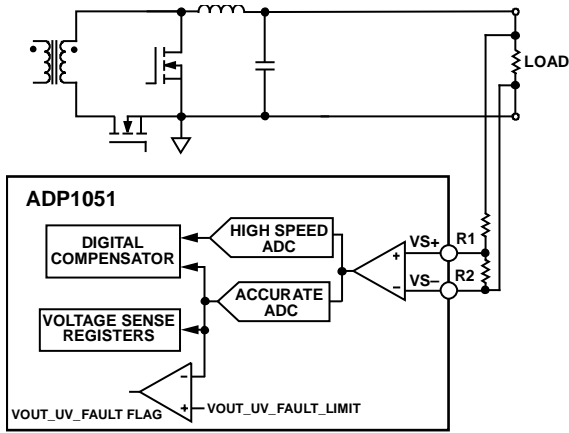 LOAD
ADP1051
HIGH SPEED
ADC
DIGITAL
COMPENSATOR
VS+
R1
+
R2
VS–
–
ACCURATE
ADC
VOLTAGE SENSE
REGISTERS
–
+
VOUT_UV_FAULT FLAG
VOUT_UV_FAULT_LIMIT